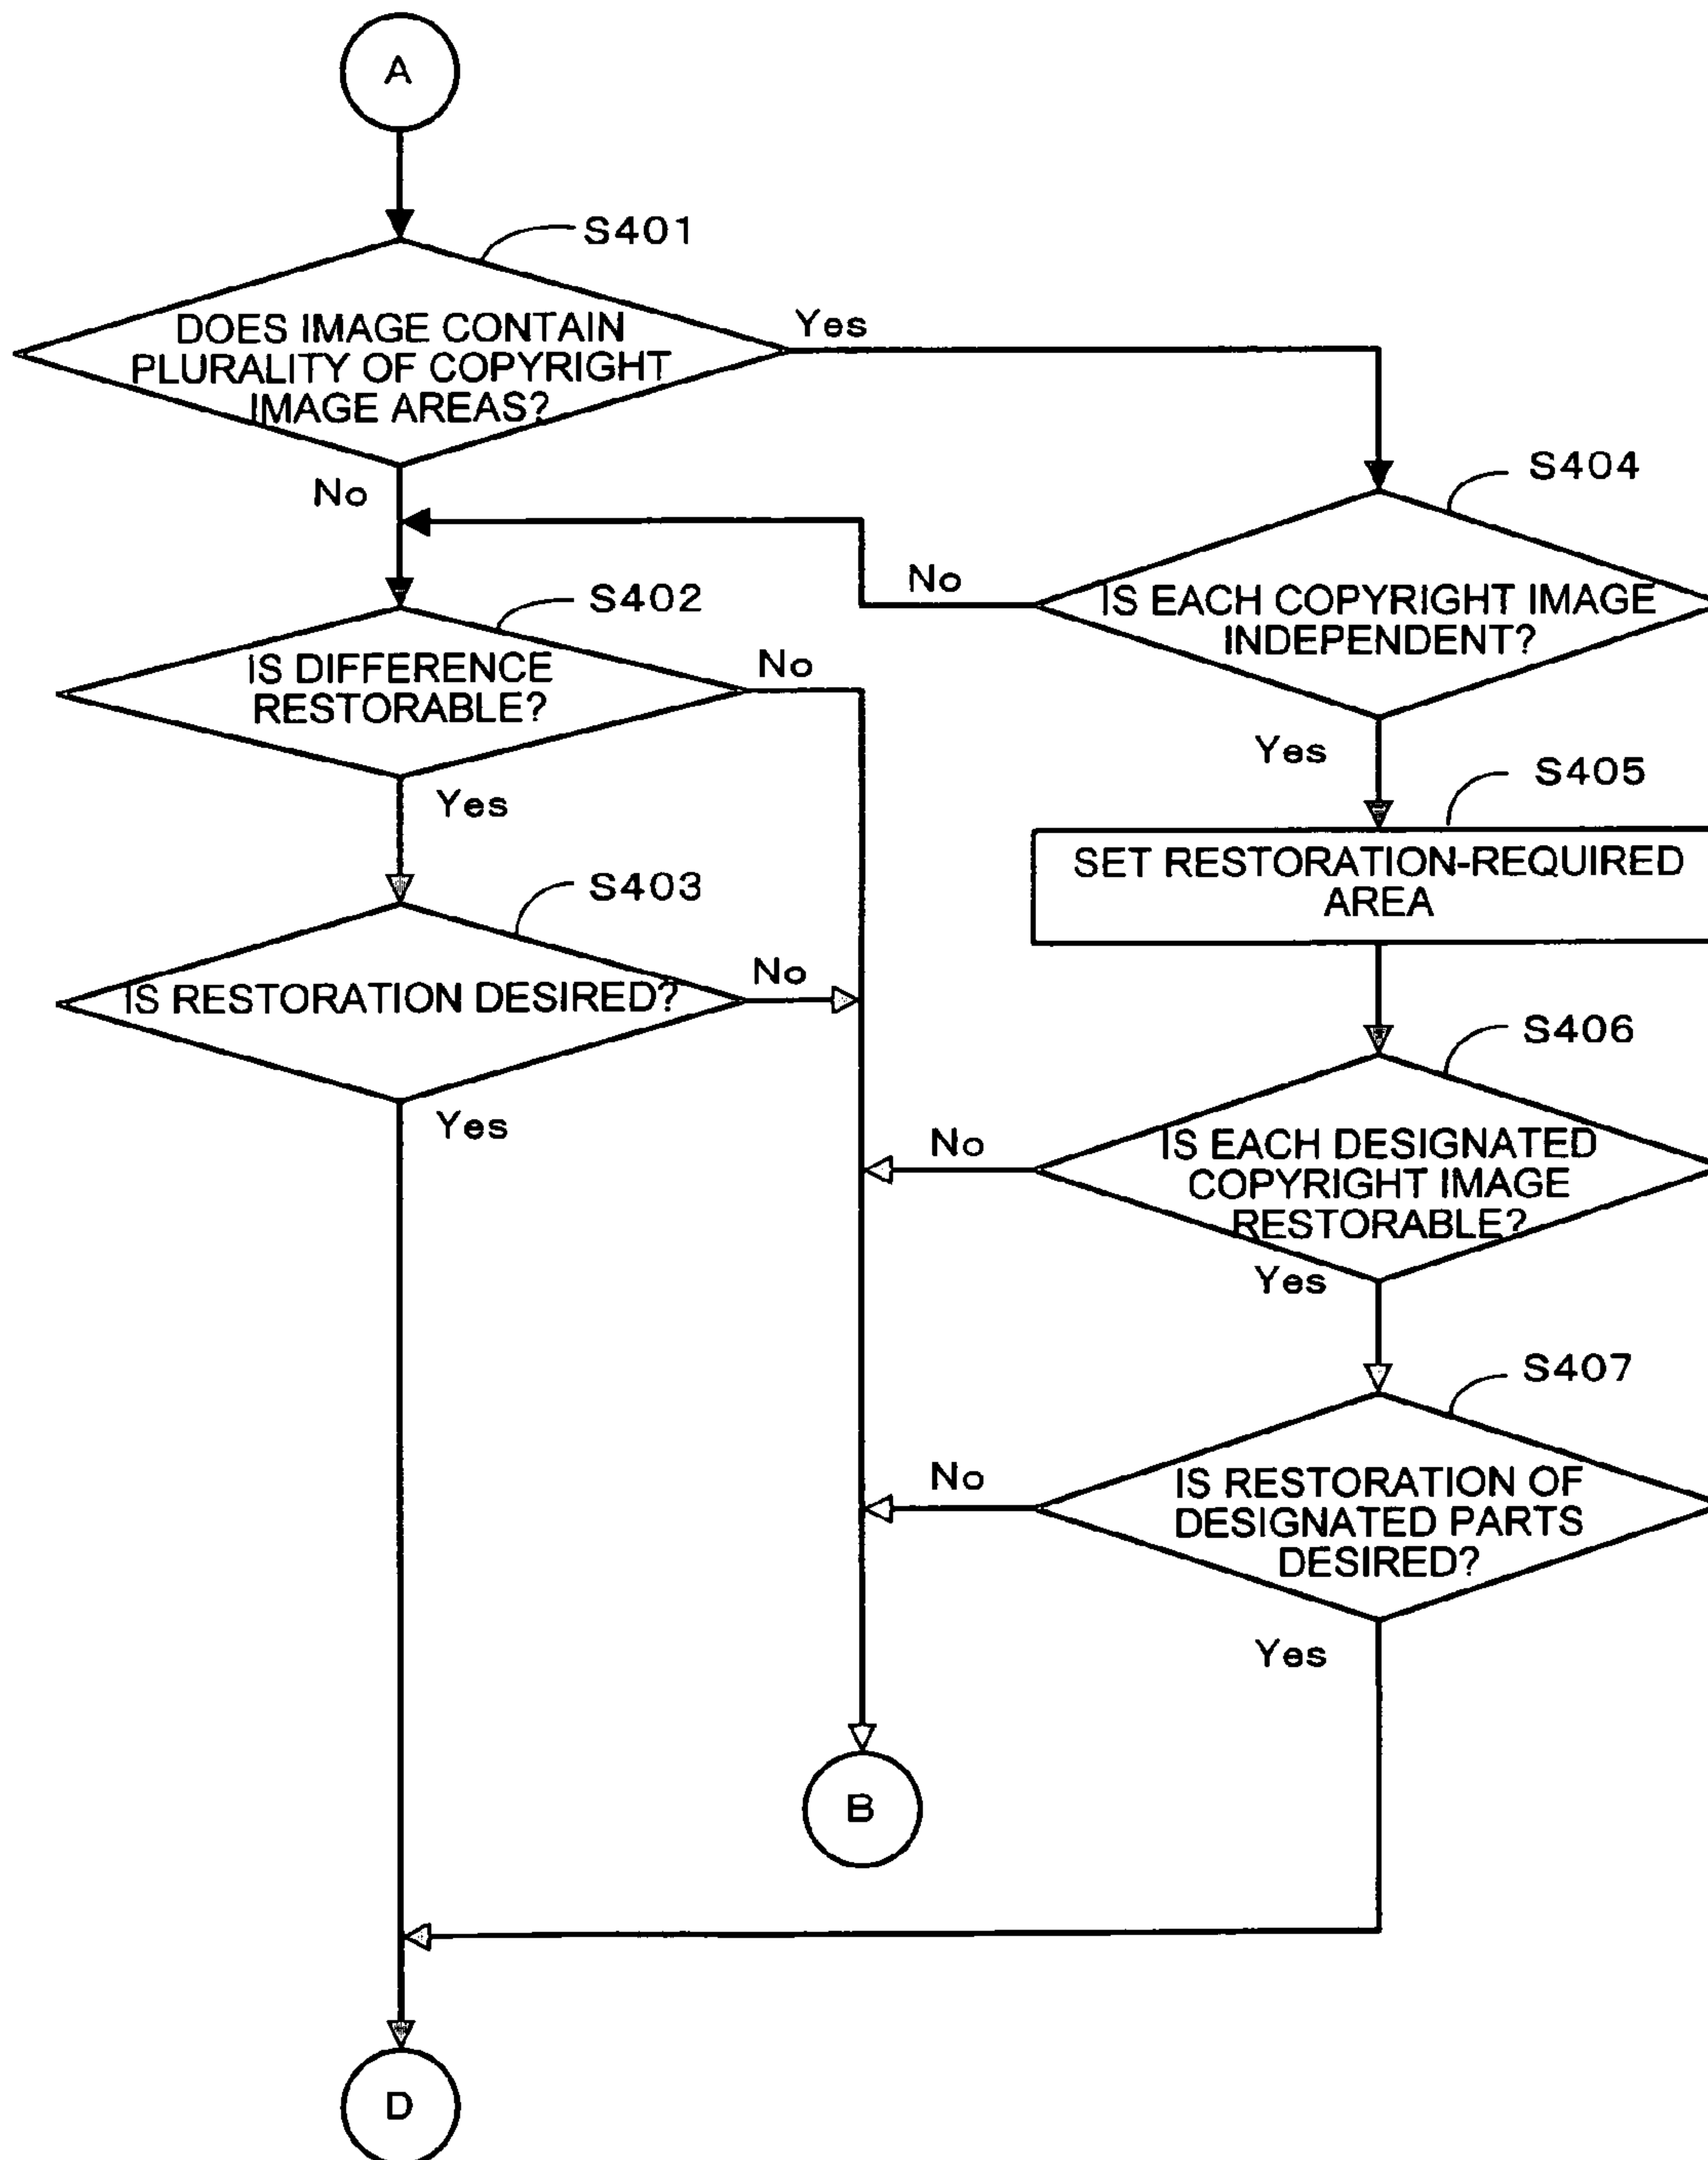 A
S401
DOES IMAGE CONTAIN
PLURALITY OF COPYRIGHT
IMAGE AREAS?
Yes
No
S404
IS EACH COPYRIGHT IMAGE
INDEPENDENT?
No
Yes
S402
IS DIFFERENCE
RESTORABLE?
No
Yes
S405
SET RESTORATION-REQUIRED
AREA
S403
IS RESTORATION DESIRED?
No
Yes
S406
IS EACH DESIGNATED
COPYRIGHT IMAGE
RESTORABLE?
No
Yes
S407
IS RESTORATION OF
DESIGNATED PARTS
DESIRED?
No
Yes
B
D